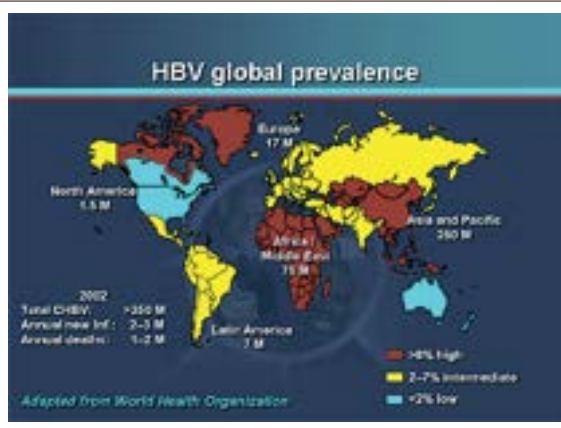 HBV global prevalence
Europe
17 M
North America
1.5 M
Asia and Pacific
Africa /
Middle East
2002
Total CHBV: >350 M
Annual new Inf.: 2–3 M
Annual deaths: 1–2 M
Latin America
7 M
>8% high
2–7% intermediate
<2% low
Adapted from World Health Organization